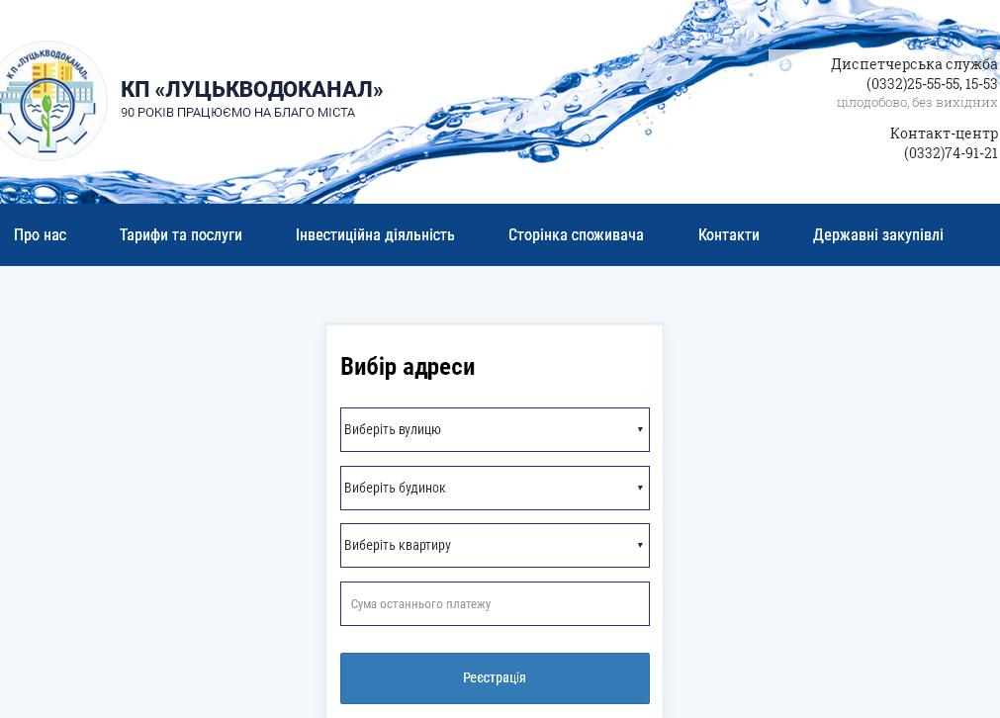 КП «ЛУЦЬКВОДОКАНАЛ»
КП «ЛУЦЬКВОДОКАНАЛ»
90 РОКІВ ПРАЦЮЄМО НА БЛАГО МІСТА
Диспетчерська служба
(0332)25-55-55, 15-53
цілодобово, без вихідних
Контакт-центр
(0332)74-91-21
Про нас Тарифи та послуги Інвестиційна діяльність Сторінка споживача Контакти Державні закупівлі
Вибір адреси
Виберіть вулицю
Виберіть будинок
Виберіть квартиру
Сума останнього платежу
Реєстрація